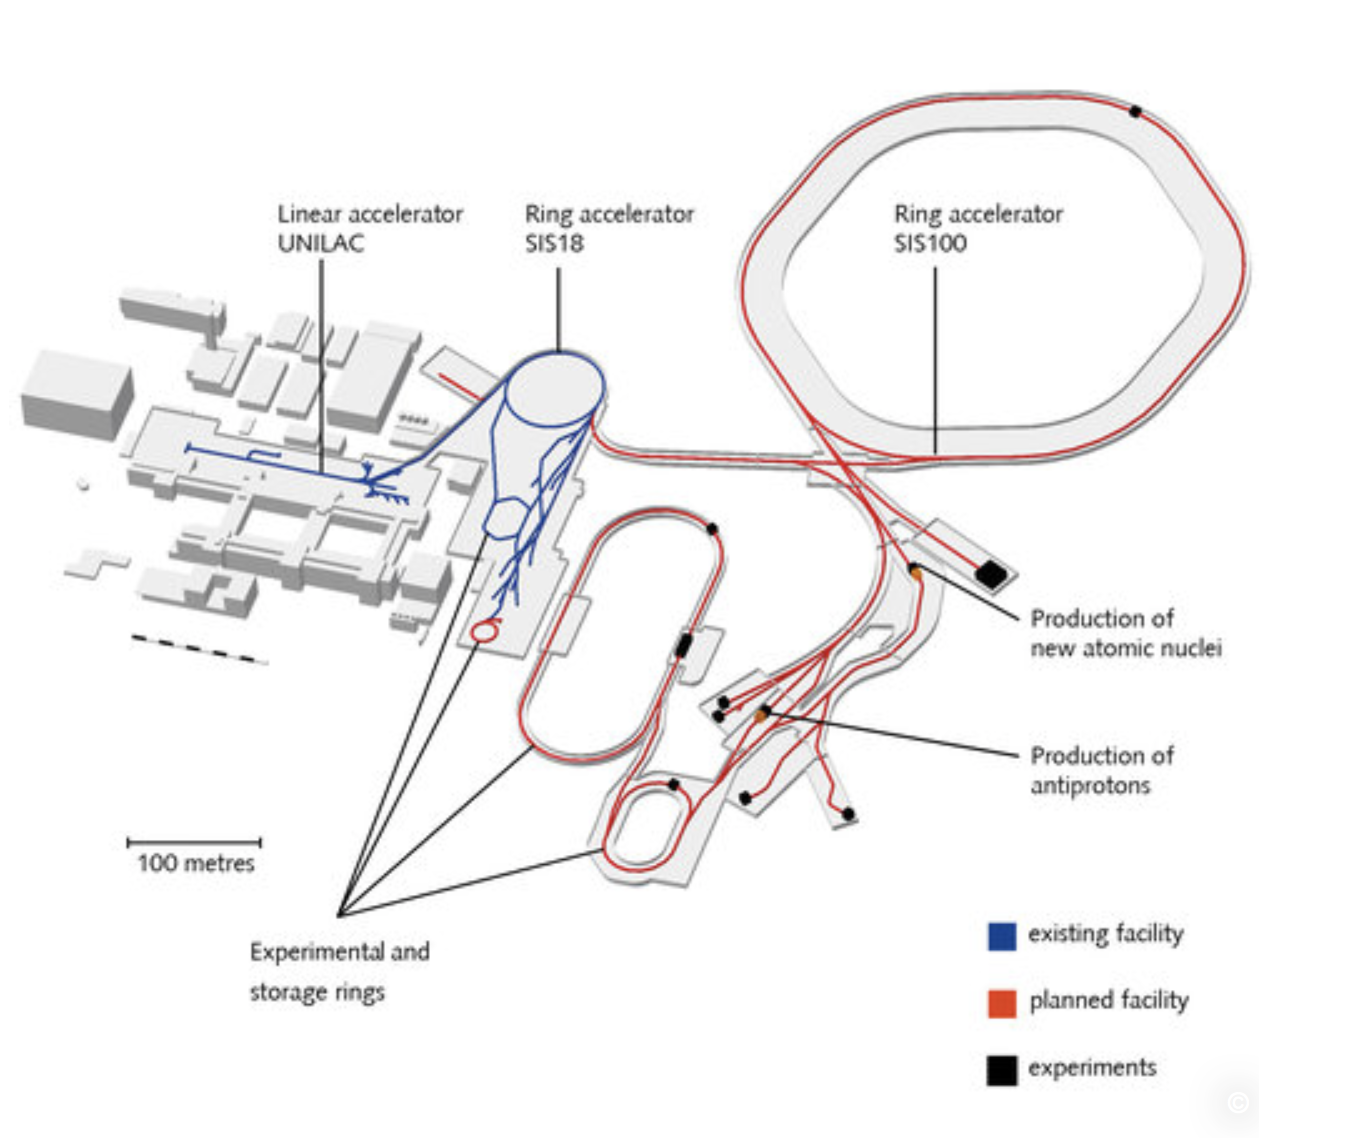 Linear accelerator
UNILAC
Ring accelerator
SIS18
Ring accelerator
SIS100
Production of
new atomic nuclei
Production of
antiprotons
100 metres
Experimental and
storage rings
existing facility
planned facility
experiments
©